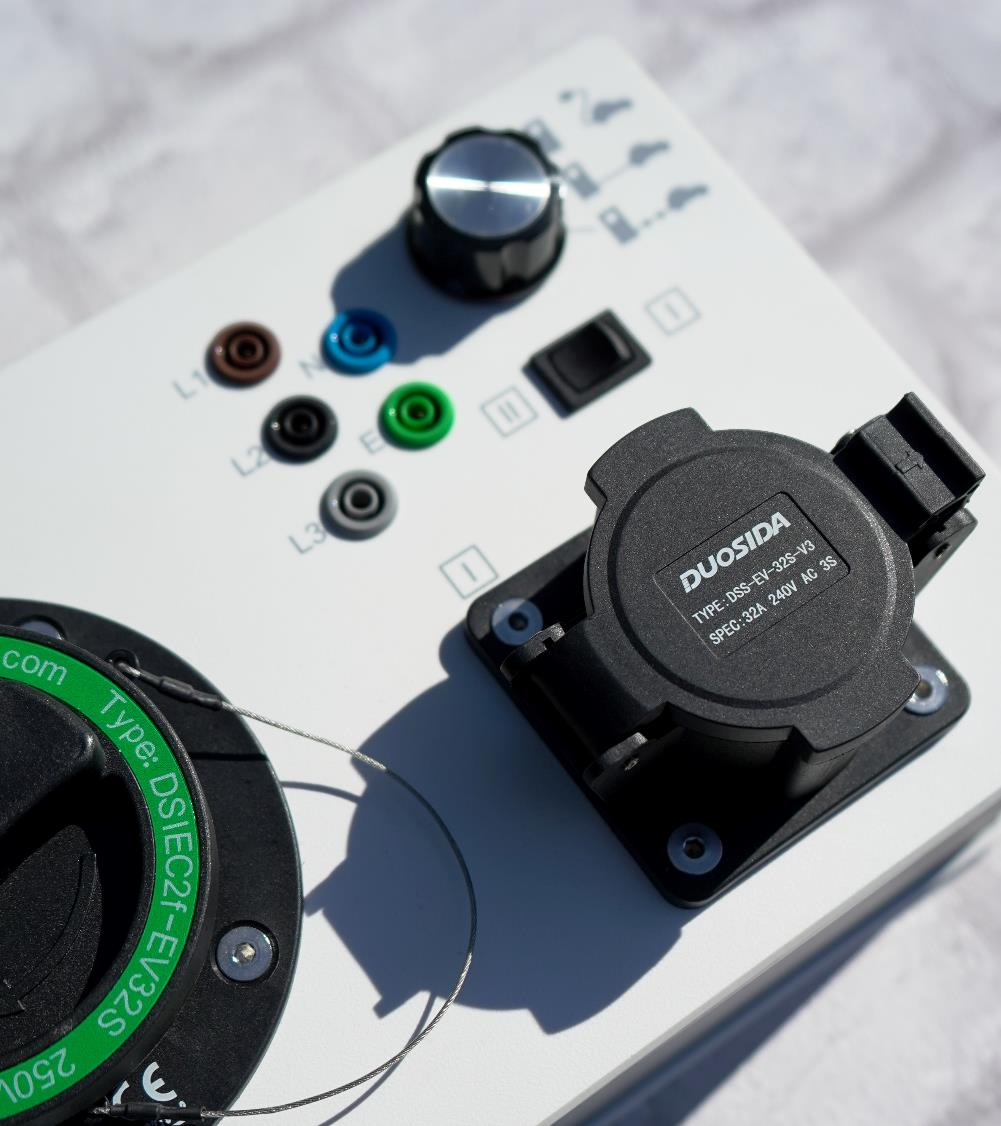 L1
N
L2
E
L3
II
I
I
DUOSIDA
TYPE:DSS-EV-32S-V3
SPEC:32A 240V AC 3S
com
Type: DSIEC2f-EV32S
250V
CE